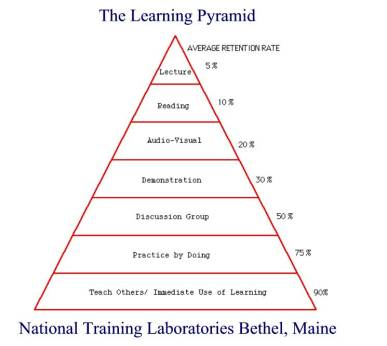 The Learning Pyramid
AVERAGE RETENTION RATE
Lecture 5%
Reading 10%
Audio-Visual 20%
Demonstration 30%
Discussion Group 50%
Practice by Doing 75%
Teach Others/ Immediate Use of Learning 90%
National Training Laboratories Bethel, Maine